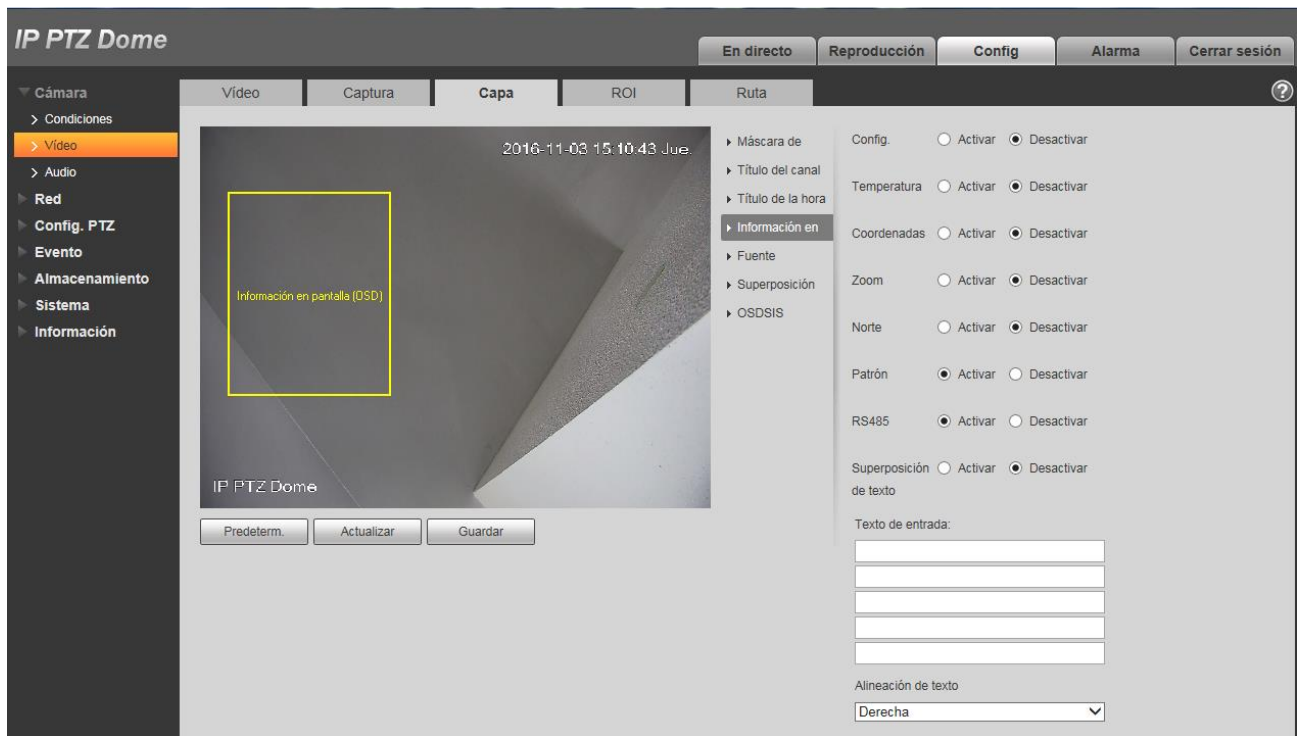 IP PTZ Dome
En directo
Reproducción
Config
Alarma
Cerrar sesión
Cámara
Condiciones
Vídeo
Audio
Red
Config. PTZ
Evento
Almacenamiento
Sistema
Información
Vídeo
Captura
Capa
ROI
Ruta
?
2016-11-03 15:10:43 Jue.
Información en pantalla (OSD)
IP PTZ Dome
Predeterm.
Actualizar
Guardar
Máscara de
Título del canal
Título de la hora
Información en
Fuente
Superposición
OSDSIS
Config. Activar Desactivar
Temperatura Activar Desactivar
Coordenadas Activar Desactivar
Zoom Activar Desactivar
Norte Activar Desactivar
Patrón Activar Desactivar
RS485 Activar Desactivar
Superposición Activar Desactivar
de texto
Texto de entrada:
Alineación de texto
Derecha